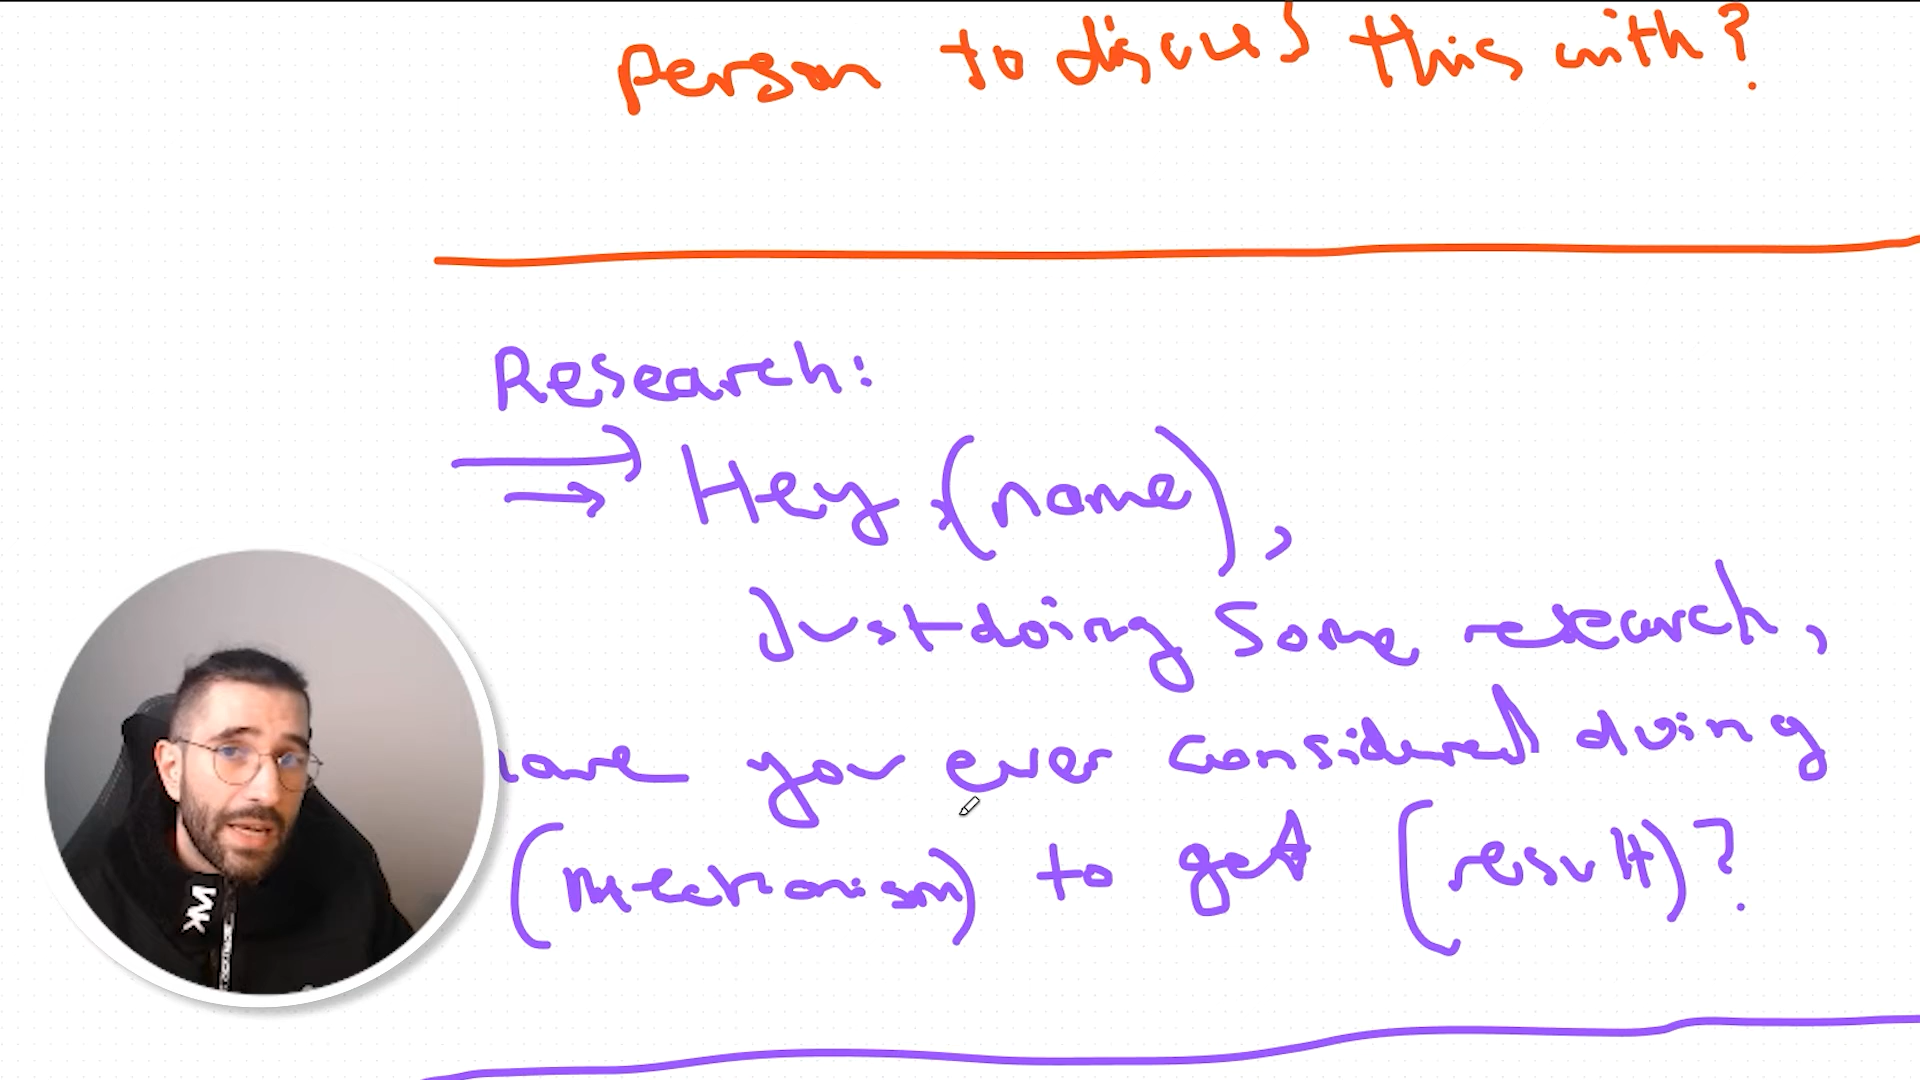 person to discuss this with?
Research:
Hey (name),
Just doing some research,
have you ever considered doing
(mechanism) to get (result)?